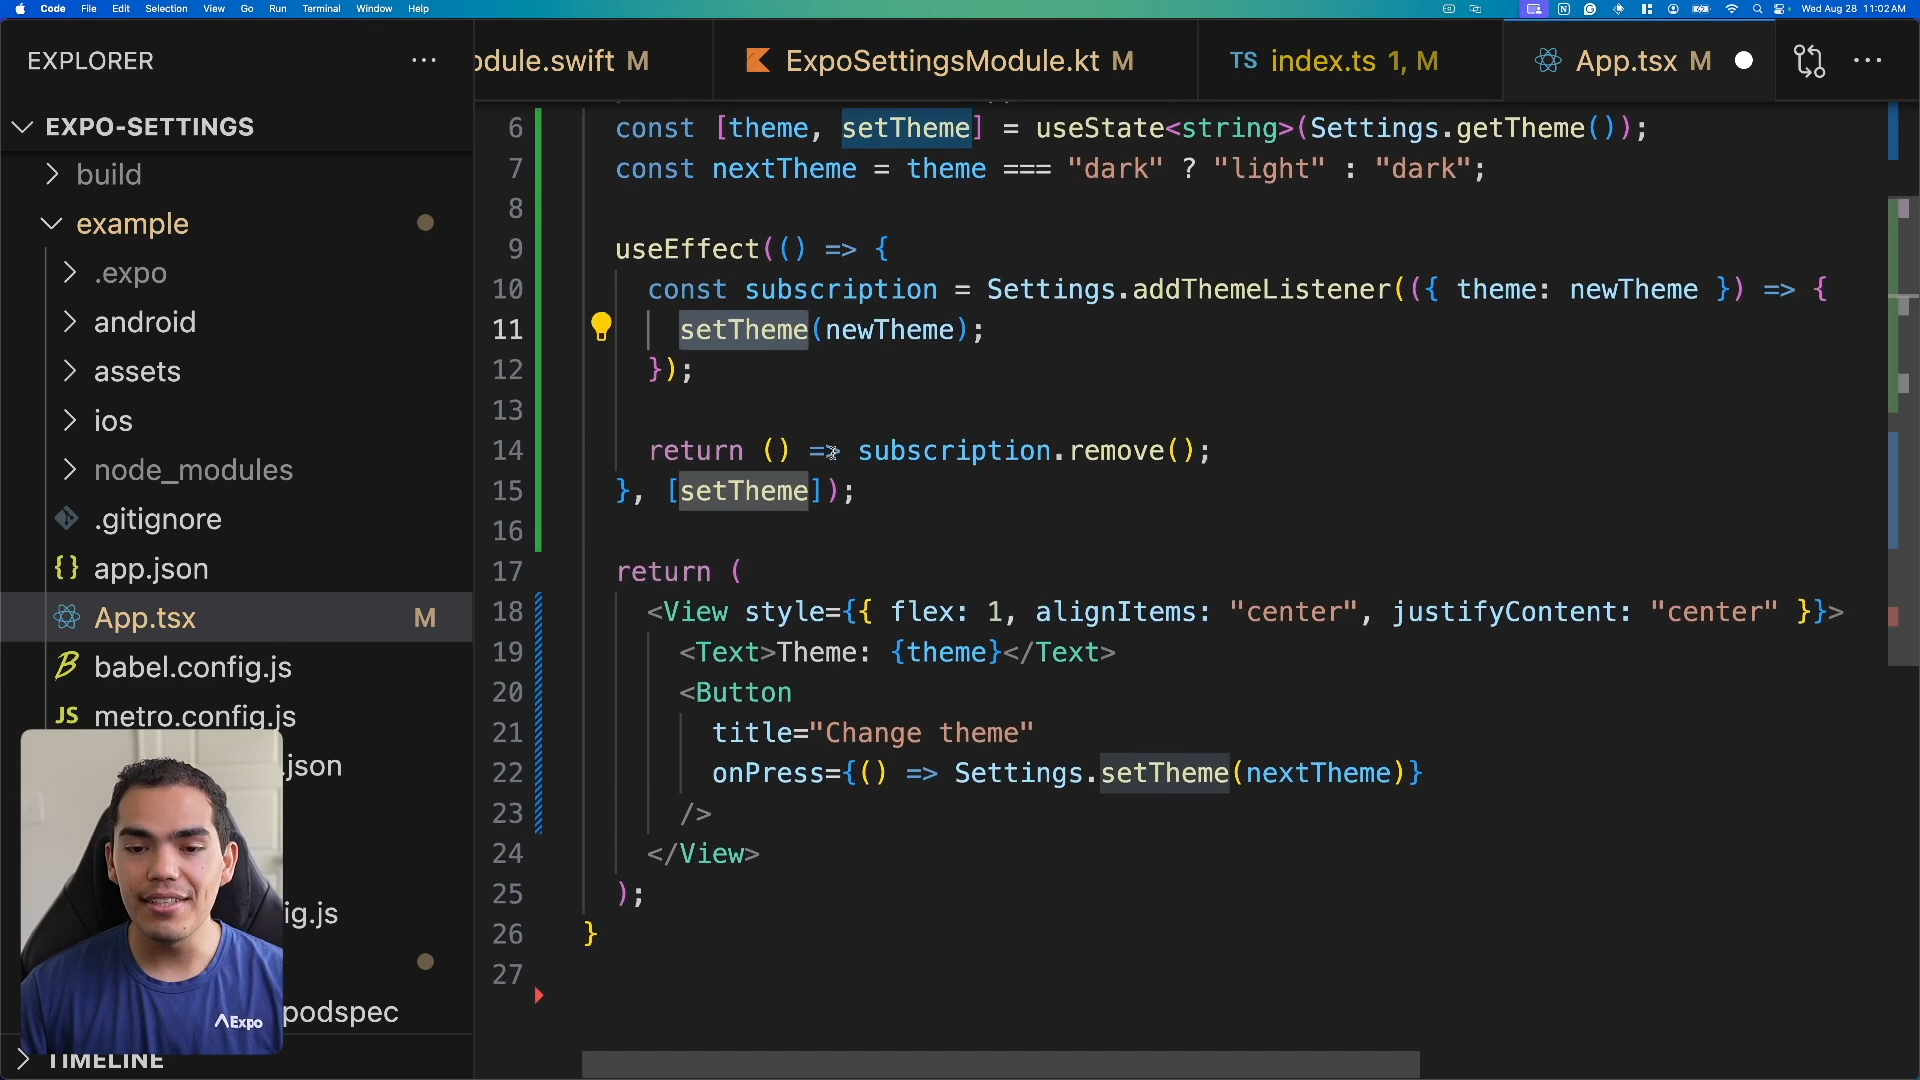 Code File Edit Selection View Go Run Terminal Window Help
Wed Aug 28 11:02 AM
EXPLORER
odule.swift M
ExpoSettingsModule.kt M
TS index.ts 1, M
App.tsx M
EXPO-SETTINGS
build
example
.expo
android
assets
ios
node_modules
.gitignore
{} app.json
App.tsx M
babel.config.js
JS metro.config.js
.json
ig.js
podspec
TIMELINE
Expo
6 const [theme, setTheme] = useState<string>(Settings.getTheme());
7 const nextTheme = theme === "dark" ? "light" : "dark";
8
9 useEffect(() => {
10 const subscription = Settings.addThemeListener(({ theme: newTheme }) => {
11 setTheme(newTheme);
12 });
13
14 return () => subscription.remove();
15 }, [setTheme]);
16
17 return (
18 <View style={{ flex: 1, alignItems: "center", justifyContent: "center" }}>
19 <Text>Theme: {theme}</Text>
20 <Button
21 title="Change theme"
22 onPress={() => Settings.setTheme(nextTheme)}
23 />
24 </View>
25 );
26 }
27